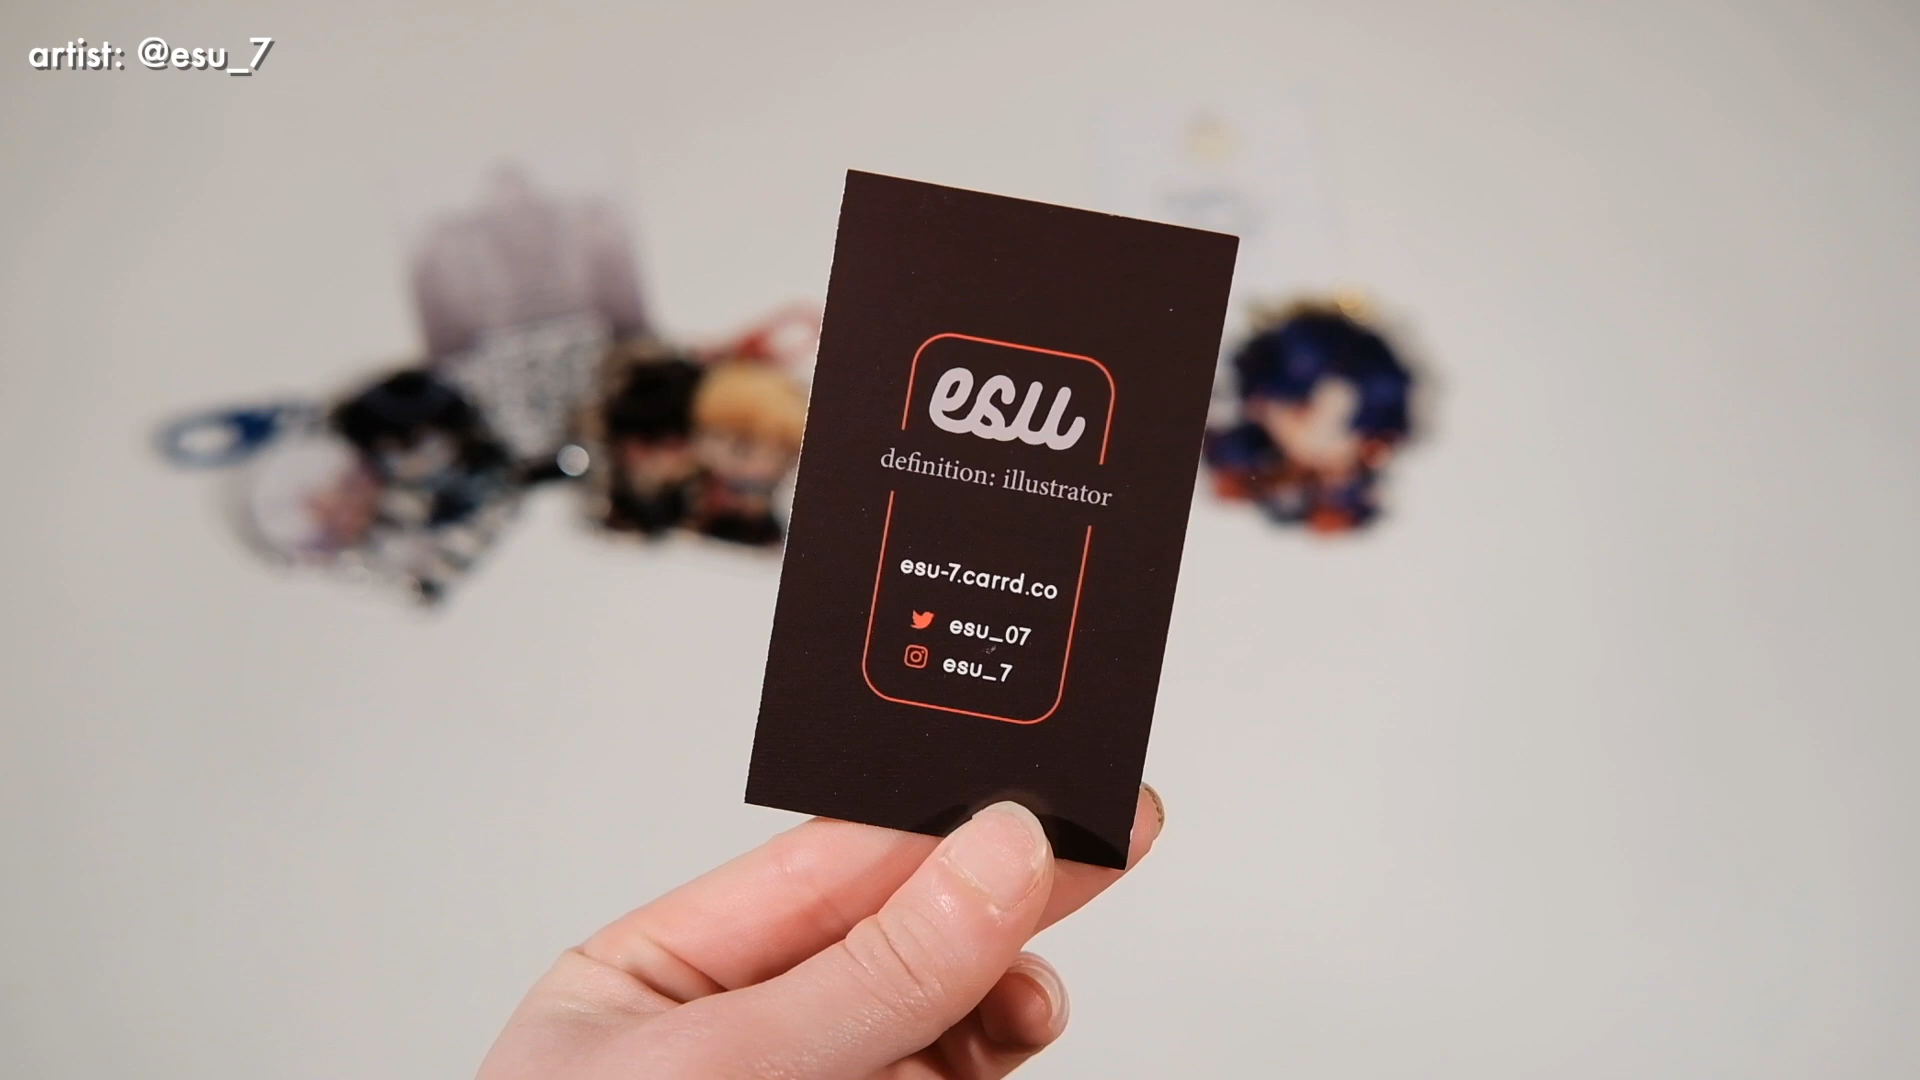 artist: @esu_7
esu
definition: illustrator
esu-7.carrd.co
esu_07
esu_7